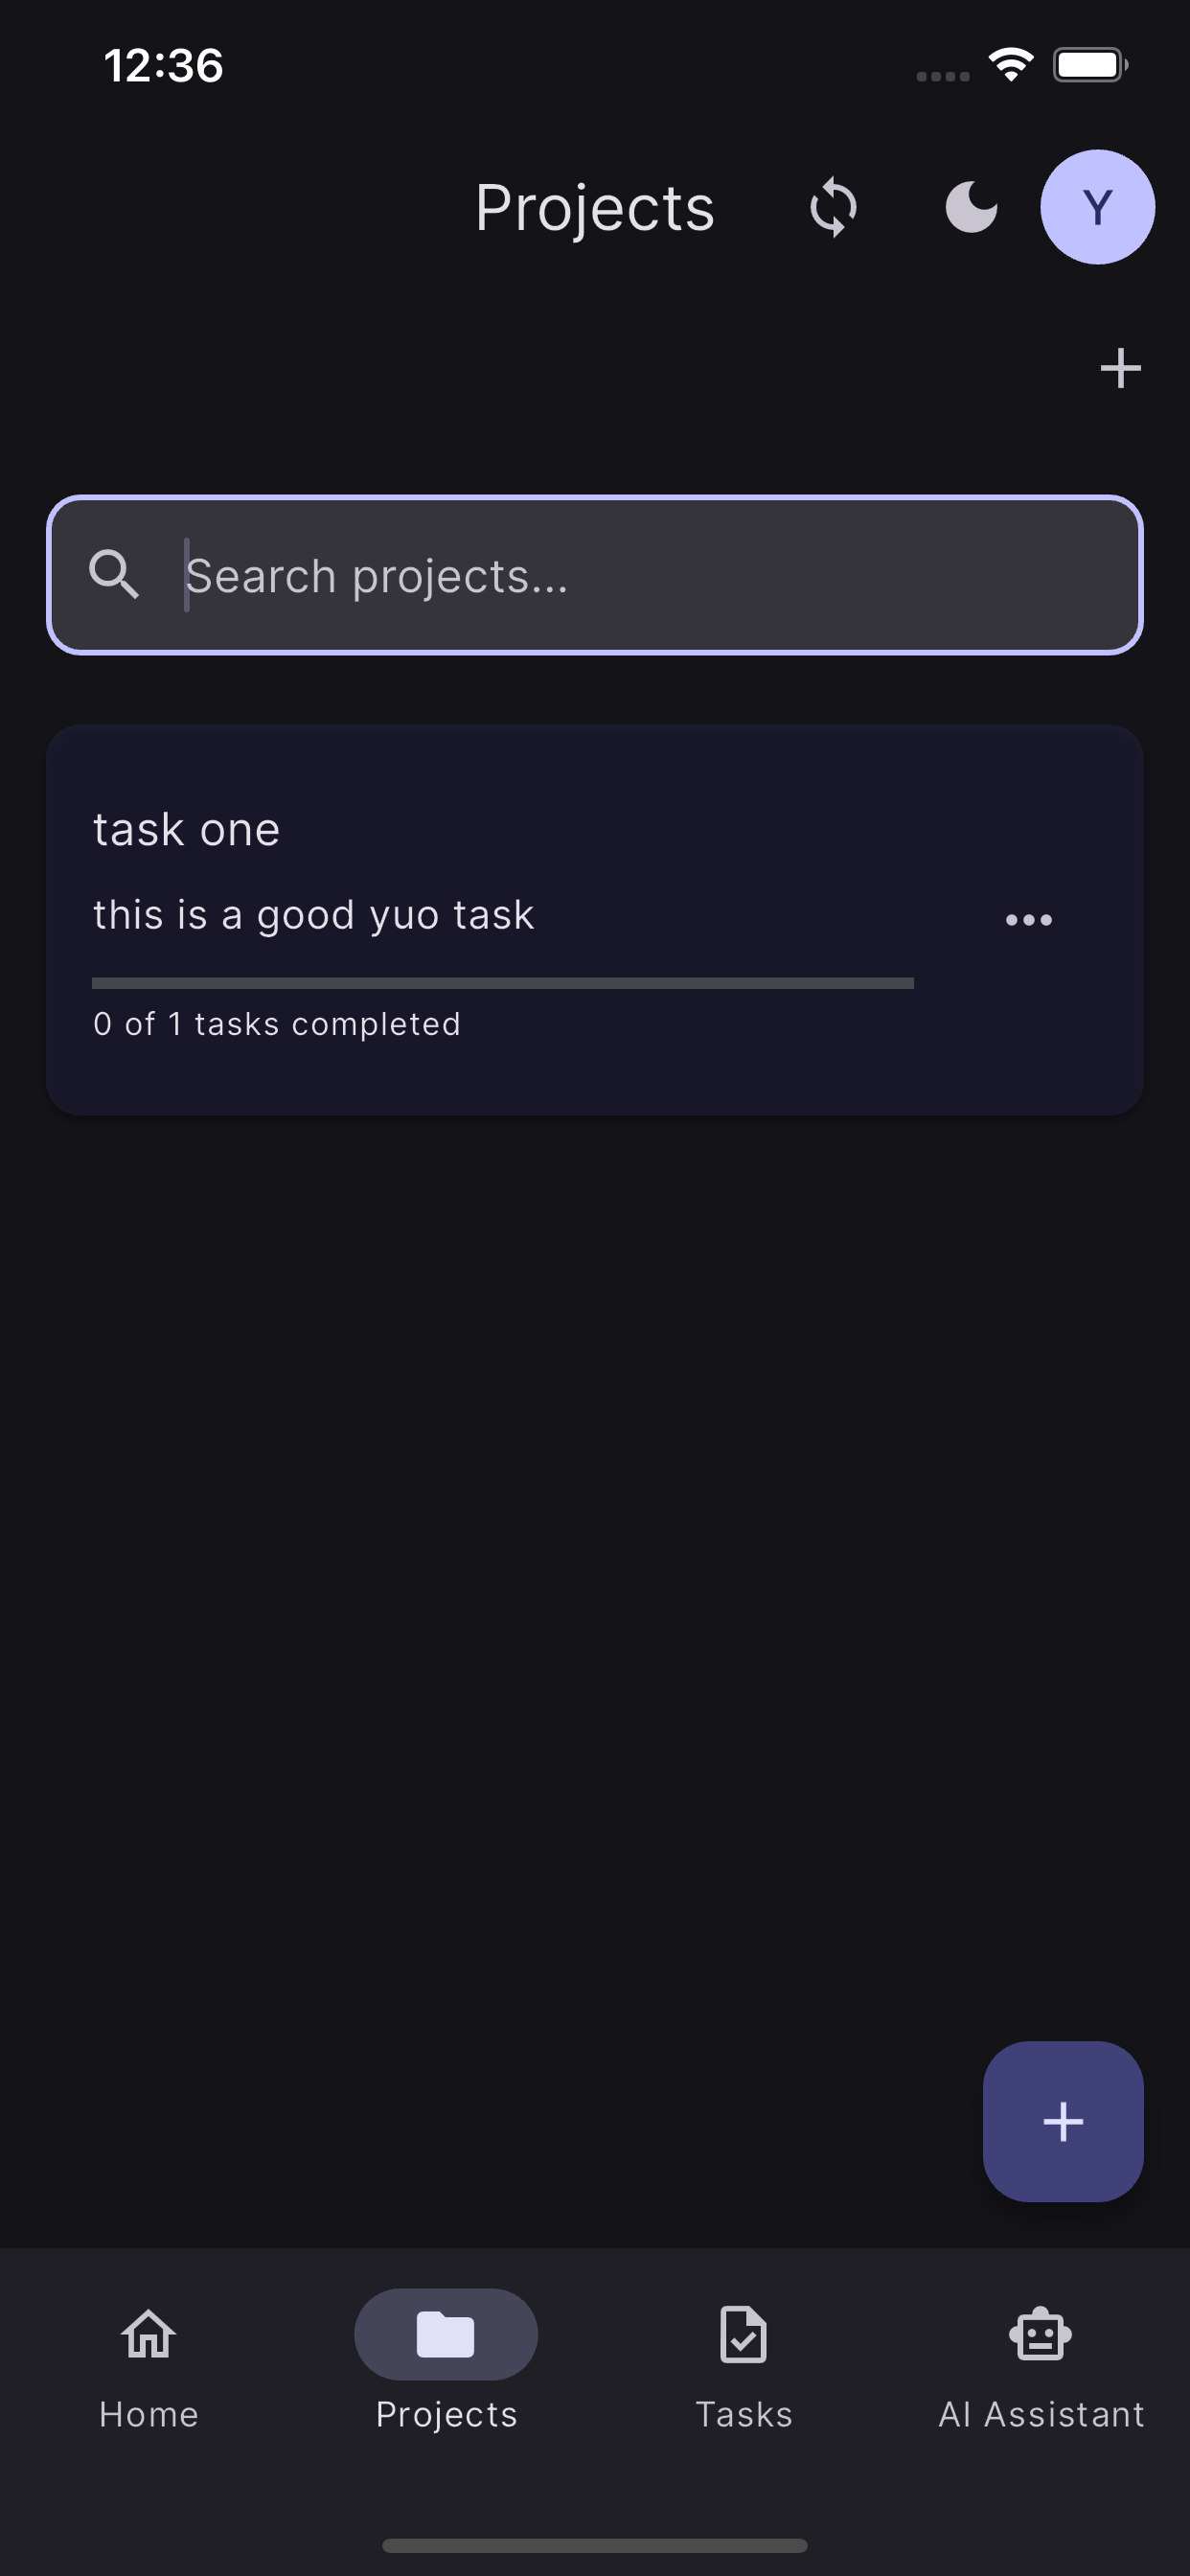 12:36
Projects
Y
Search projects...
task one
this is a good yuo task
0 of 1 tasks completed
Home
Projects
Tasks
AI Assistant